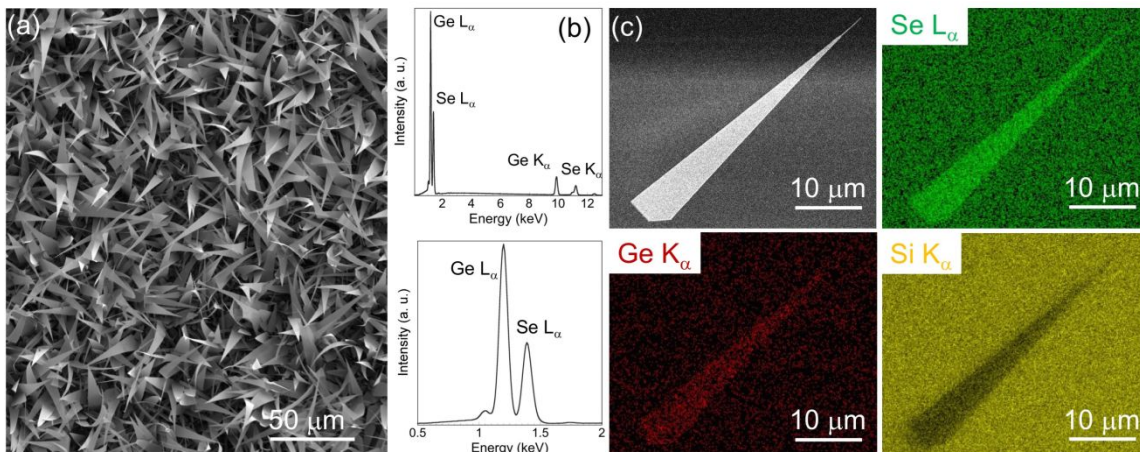 (a)
50 μm
(b)
Ge Lα
Se Lα
Ge Kα
Se Kα
Intensity (a. u.)
2 4 6 8 10 12
Energy (keV)
Ge Lα
Se Lα
Intensity (a. u.)
0.5 1 1.5 2
Energy (keV)
(c)
10 μm
Se Lα
10 μm
Ge Kα
10 μm
Si Kα
10 μm